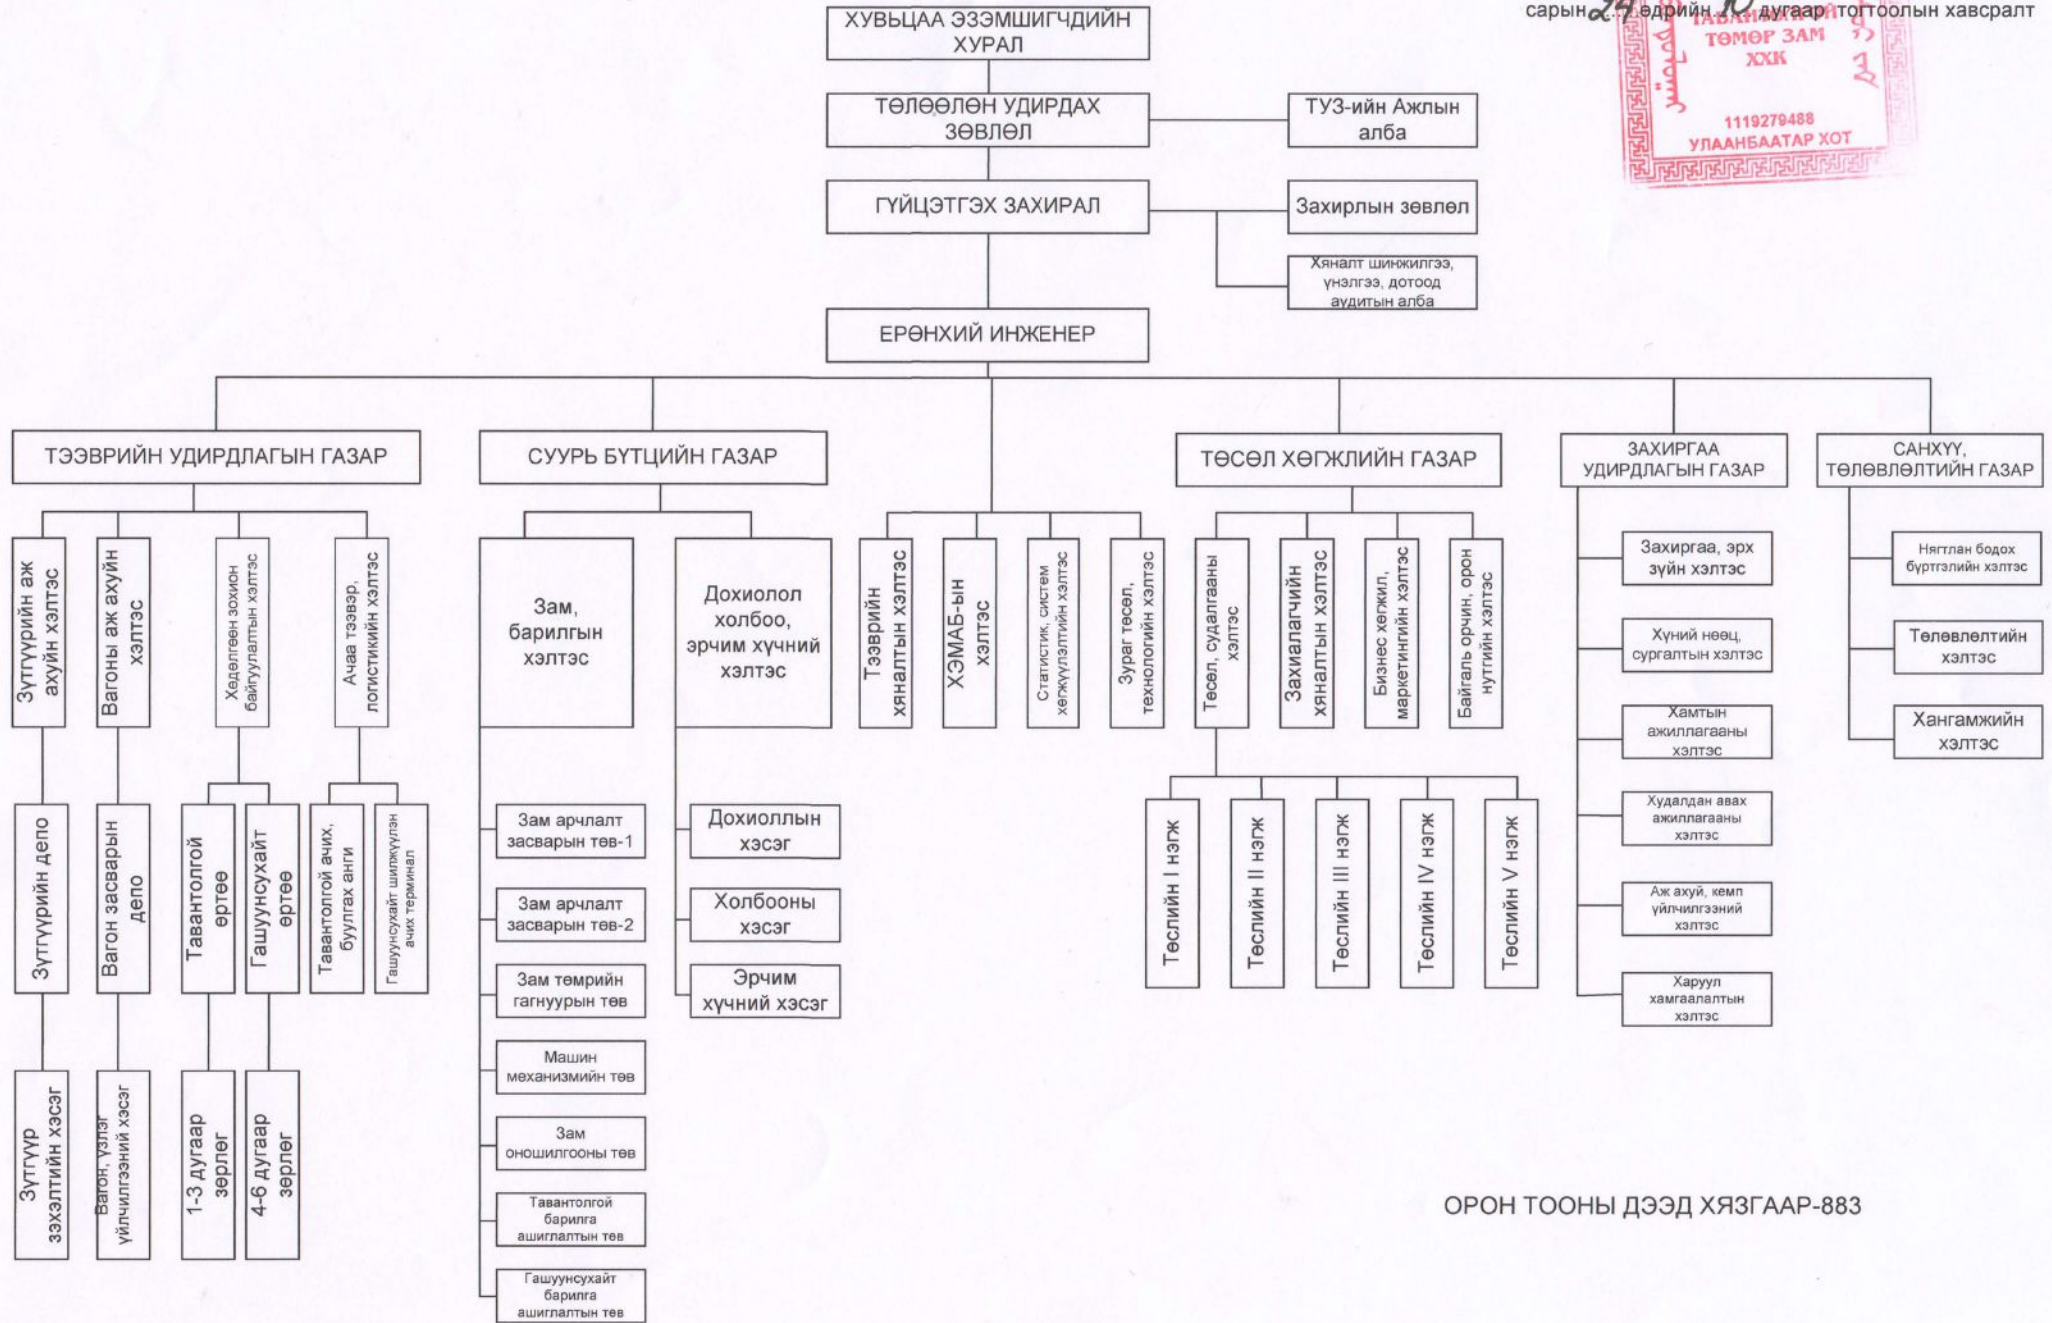 сарын 24 өдрийн 10 дугаар тогтоолын хавсралт
ТӨМӨР ЗАМ
ХХК
1119279488
УЛААНБААТАР ХОТ
ХУВЬЦАА ЭЗЭМШИГЧДИЙН
ХУРАЛ
ТӨЛӨӨЛӨН УДИРДАХ
ЗӨВЛӨЛ
ТУЗ-ийн Ажлын
алба
ГҮЙЦЭТГЭХ ЗАХИРАЛ
Захирлын зөвлөл
Хяналт шинжилгээ,
үнэлгээ, дотоод
аудитын алба
ЕРӨНХИЙ ИНЖЕНЕР
ТЭЭВРИЙН УДИРДЛАГЫН ГАЗАР
СУУРЬ БҮТЦИЙН ГАЗАР
ТӨСӨЛ ХӨГЖЛИЙН ГАЗАР
ЗАХИРГАА
УДИРДЛАГЫН ГАЗАР
САНХҮҮ,
ТӨЛӨВЛӨЛТИЙН ГАЗАР
Зүтгүүрийн аж
ахуйн хэлтэс
Вагоны аж ахуйн
хэлтэс
Хөдөлгөөн зохион
байгуулалтын хэлтэс
Ачаа тээвэр,
логистикийн хэлтэс
Зам,
барилгын
хэлтэс
Дохиолол
холбоо,
эрчим хүчний
хэлтэс
Тээврийн
хяналтын хэлтэс
ХЭМАБ-ын
хэлтэс
Статистик, систем
хөгжүүлэлтийн хэлтэс
Зураг төсөл,
технологийн хэлтэс
Төсөл, судалгааны
хэлтэс
Захиалагчийн
хяналтын хэлтэс
Бизнес хөгжил,
маркетингийн хэлтэс
Байгаль орчин, орон
нутгийн хэлтэс
Захиргаа, эрх
зүйн хэлтэс
Хүний нөөц,
сургалтын хэлтэс
Хамтын
ажиллагааны
хэлтэс
Худалдан авах
ажиллагааны
хэлтэс
Аж ахуй, кемп
үйлчилгээний
хэлтэс
Харуул
хамгаалалтын
хэлтэс
Нягтлан бодох
бүртгэлийн хэлтэс
Төлөвлөлтийн
хэлтэс
Хангамжийн
хэлтэс
Зүтгүүрийн депо
Вагон засварын
депо
Тавантолгой
өртөө
Гашуунсухайт
өртөө
Тавантолгой ачих,
буулгах анги
Гашуунсухайт шилжүүлэн
ачих терминал
Зам арчлалт
засварын төв-1
Зам арчлалт
засварын төв-2
Зам төмрийн
гагнуурын төв
Машин
механизмийн төв
Зам
оношилгооны төв
Тавантолгой
барилга
ашиглалтын төв
Гашуунсухайт
барилга
ашиглалтын төв
Дохиоллын
хэсэг
Холбооны
хэсэг
Эрчим
хүчний хэсэг
Төслийн I нэгж
Төслийн II нэгж
Төслийн III нэгж
Төслийн IV нэгж
Төслийн V нэгж
Зүтгүүр
ээхэлтийн хэсэг
Вагон, үзлэг
үйлчилгээний хэсэг
1-3 дугаар
зөрлөг
4-6 дугаар
зөрлөг
ОРОН ТООНЫ ДЭЭД ХЯЗГААР-883